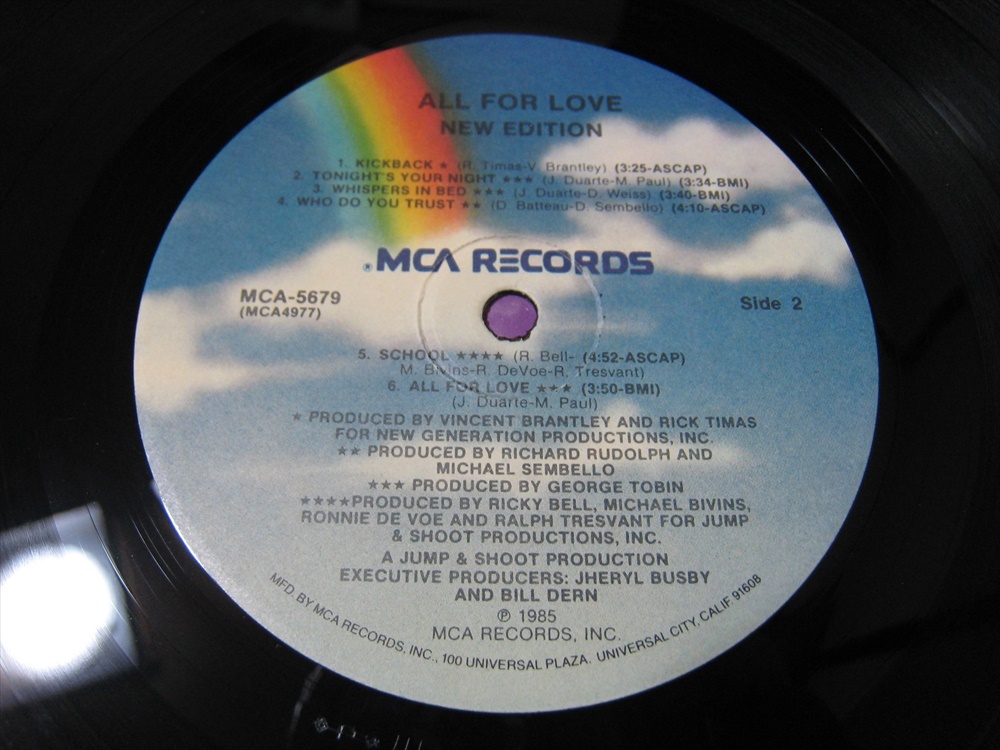 ALL FOR LOVE
NEW EDITION
1. KICKBACK ★ (R. Timas-V. Brantley) (3:25-ASCAP)
2. TONIGHT'S YOUR NIGHT ★★★ (J. Duarte-M. Paul) (3:34-BMI)
3. WHISPERS IN BED ★★★ (J. Duarte-D. Weiss) (3:40-BMI)
4. WHO DO YOU TRUST ★★ (D. Batteau-D. Sembello) (4:10-ASCAP)
®MCA RECORDS
MCA-5679
(MCA4977)
Side 2
5. SCHOOL ★★★★ (R. Bell- (4:52-ASCAP)
M. Bivins-R. DeVoe-R. Tresvant)
6. ALL FOR LOVE ★★★ (3:50-BMI)
(J. Duarte-M. Paul)
★ PRODUCED BY VINCENT BRANTLEY AND RICK TIMAS
FOR NEW GENERATION PRODUCTIONS, INC.
★★ PRODUCED BY RICHARD RUDOLPH AND
MICHAEL SEMBELLO
★★★ PRODUCED BY GEORGE TOBIN
★★★★PRODUCED BY RICKY BELL, MICHAEL BIVINS,
RONNIE DE VOE AND RALPH TRESVANT FOR JUMP
& SHOOT PRODUCTIONS, INC.
A JUMP & SHOOT PRODUCTION
EXECUTIVE PRODUCERS: JHERYL BUSBY
AND BILL DERN
℗ 1985
MCA RECORDS, INC.
MFD. BY MCA RECORDS, INC., 100 UNIVERSAL PLAZA, UNIVERSAL CITY, CALIF. 91608